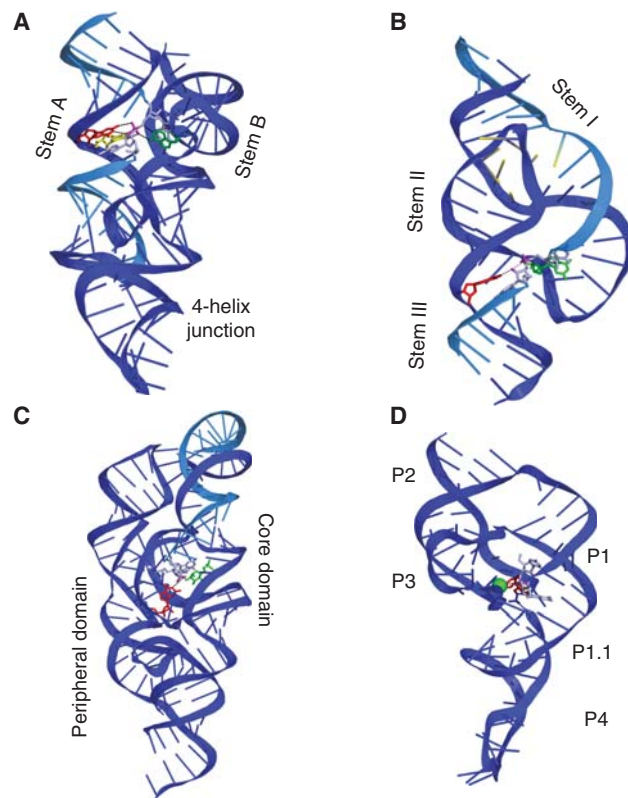 A
Stem A
Stem B
4-helix
junction
B
Stem I
Stem II
Stem III
C
Peripheral domain
Core domain
D
P2
P1
P3
P1.1
P4